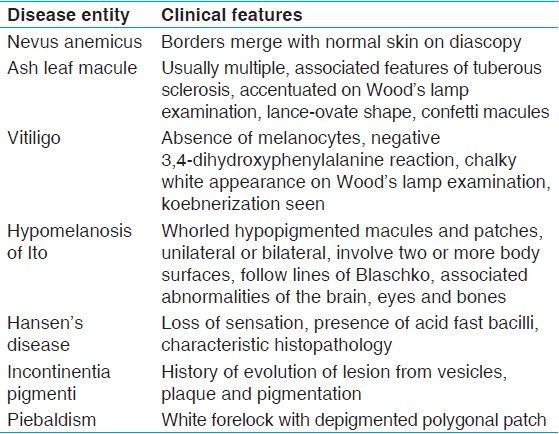 Disease entity Clinical features
Nevus anemicus Borders merge with normal skin on diascopy
Ash leaf macule Usually multiple, associated features of tuberous
sclerosis, accentuated on Wood's lamp
examination, lance-ovate shape, confetti macules
Vitiligo Absence of melanocytes, negative
3,4-dihydroxyphenylalanine reaction, chalky
white appearance on Wood's lamp examination,
koebnerization seen
Hypomelanosis Whorled hypopigmented macules and patches,
of Ito unilateral or bilateral, involve two or more body
surfaces, follow lines of Blaschko, associated
abnormalities of the brain, eyes and bones
Hansen's Loss of sensation, presence of acid fast bacilli,
disease characteristic histopathology
Incontinentia History of evolution of lesion from vesicles,
pigmenti plaque and pigmentation
Piebaldism White forelock with depigmented polygonal patch